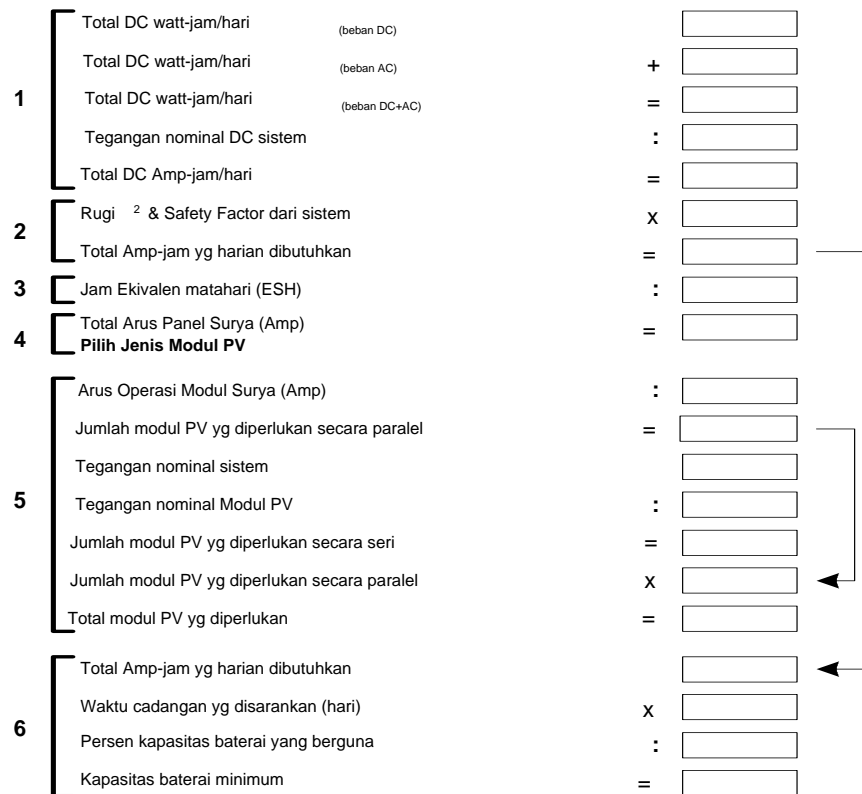 Total DC watt-jam/hari (beban DC)
Total DC watt-jam/hari (beban AC) +
1 Total DC watt-jam/hari (beban DC+AC) =
Tegangan nominal DC sistem :
Total DC Amp-jam/hari =
2 Rugi 2 & Safety Factor dari sistem x
Total Amp-jam yg harian dibutuhkan =
3 Jam Ekivalen matahari (ESH) :
4 Total Arus Panel Surya (Amp) =
Pilih Jenis Modul PV
Arus Operasi Modul Surya (Amp) :
Jumlah modul PV yg diperlukan secara paralel =
Tegangan nominal sistem
5 Tegangan nominal Modul PV :
Jumlah modul PV yg diperlukan secara seri =
Jumlah modul PV yg diperlukan secara paralel x
Total modul PV yg diperlukan =
Total Amp-jam yg harian dibutuhkan
Waktu cadangan yg disarankan (hari) x
6 Persen kapasitas baterai yang berguna :
Kapasitas baterai minimum =